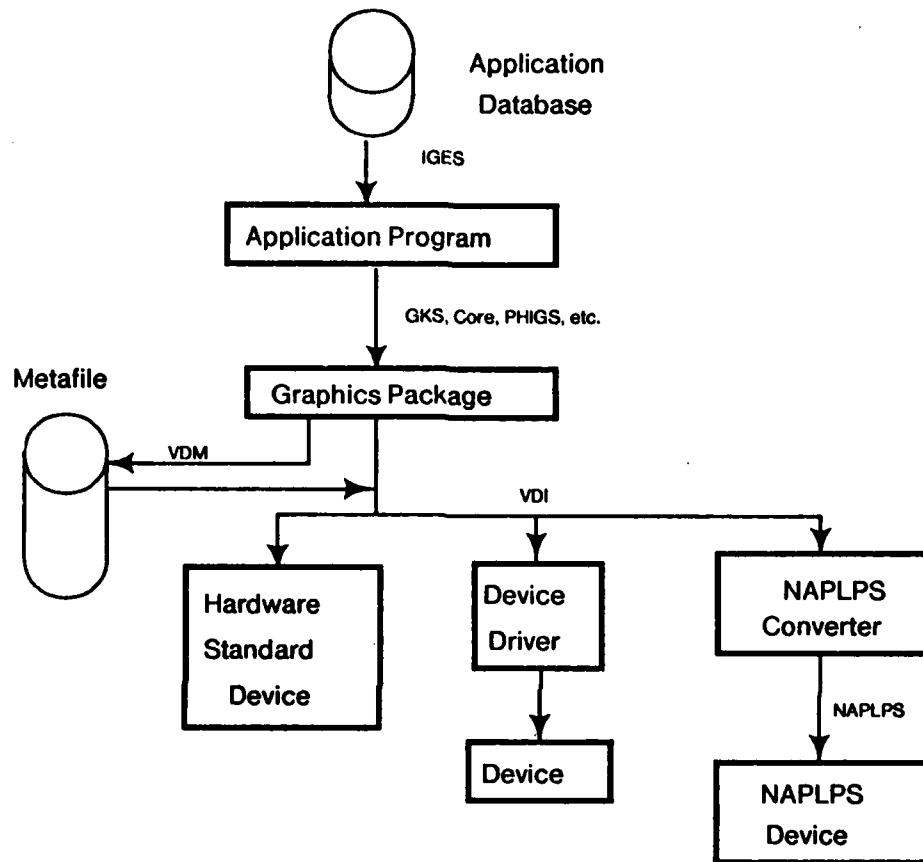 Application
Database
IGES
Application Program
GKS, Core, PHIGS, etc.
Metafile
Graphics Package
VDM
VDI
Hardware
Standard
Device
Device
Driver
NAPLPS
Converter
NAPLPS
Device
NAPLPS
Device